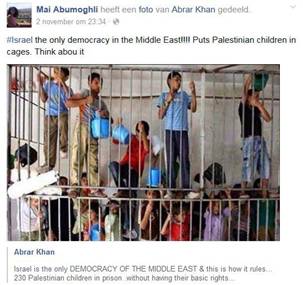 Mai Abumoghli heeft een foto van Abrar Khan gedeeld.
2 november om 23:34 ·
#Israel the only democracy in the Middle East!!!! Puts Palestinian children in
cages. Think abou it
Abrar Khan
Israel is the only DEMOCRACY OF THE MIDDLE EAST & this is how it rules...
230 Palestinian children in prison without having their basic rights...